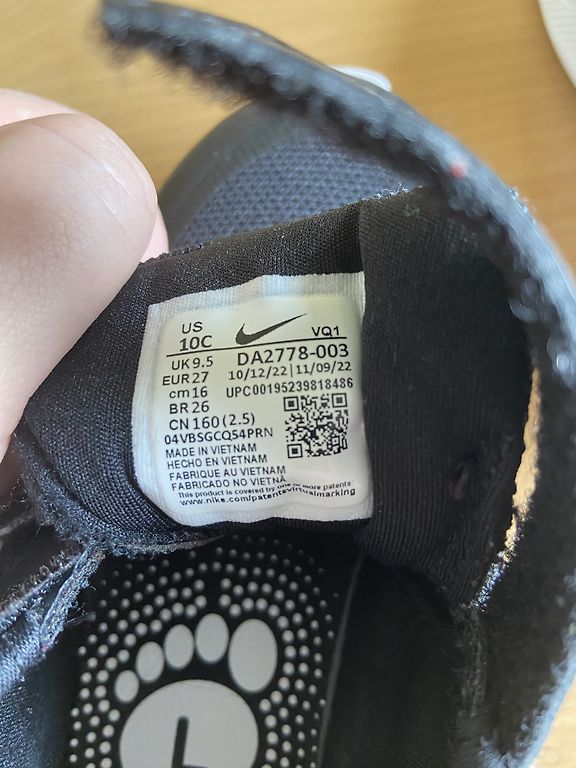 US
10C
VQ1
UK 9.5
DA2778-003
EUR 27
10/12/22 | 11/09/22
cm 16
UPC00195239818486
BR 26
CN 160 (2.5)
04VBSGCQ54PRN
MADE IN VIETNAM
HECHO EN VIETNAM
FABRIQUE AU VIETNAM
FABRICADO NO VIETNÃ
This product is covered by one or more patents:
www.nike.com/patentsvirtualmarking
L